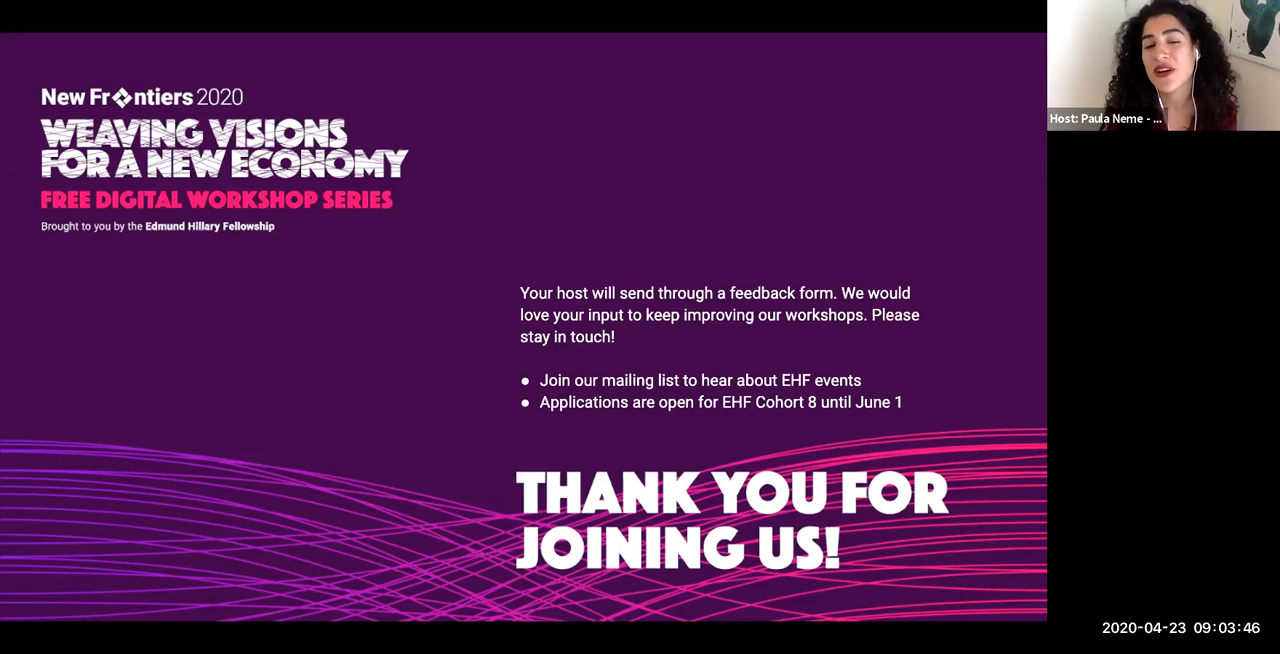 New Frontiers 2020
WEAVING VISIONS
FOR A NEW ECONOMY
FREE DIGITAL WORKSHOP SERIES
Brought to you by the Edmund Hillary Fellowship
Your host will send through a feedback form. We would
love your input to keep improving our workshops. Please
stay in touch!
● Join our mailing list to hear about EHF events
● Applications are open for EHF Cohort 8 until June 1
THANK YOU FOR
JOINING US!
Host: Paula Neme - ...
2020-04-23 09:03:46